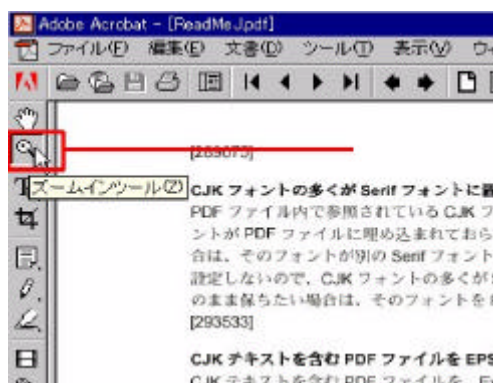 Adobe Acrobat - [ReadMeJ.pdf]
ファイル(F) 編集(E) 文書(D) ツール(T) 表示(V) ウィ
[289075]
ズームインツール(Z)
CJK フォントの多くが Serif フォントに置
PDF ファイル内で参照されている CJK フ
ントが PDF ファイルに埋め込まれておら
合は、そのフォントが別の Serif フォント
設定しないので、CJK フォントの多くが
のまま保ちたい場合は、そのフォントを
[293533]
CJK テキストを含む PDF ファイルを EPS
CJK テキストを含む PDF ファイルを